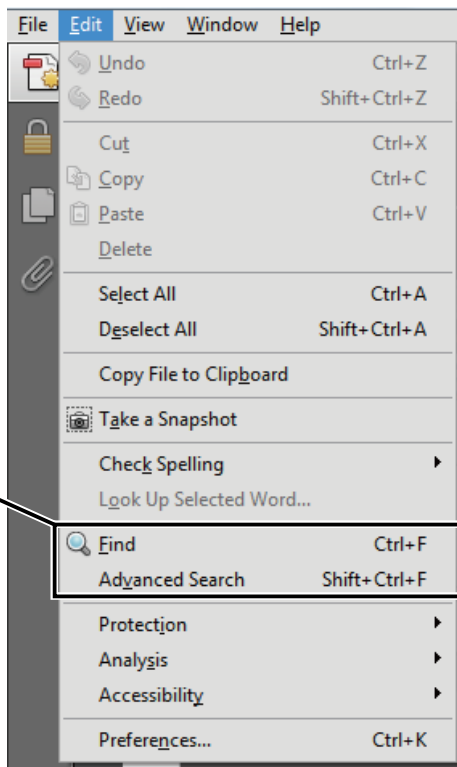 File Edit View Window Help
Undo Ctrl+Z
Redo Shift+Ctrl+Z
Cut Ctrl+X
Copy Ctrl+C
Paste Ctrl+V
Delete
Select All Ctrl+A
Deselect All Shift+Ctrl+A
Copy File to Clipboard
Take a Snapshot
Check Spelling
Look Up Selected Word...
Find Ctrl+F
Advanced Search Shift+Ctrl+F
Protection
Analysis
Accessibility
Preferences... Ctrl+K